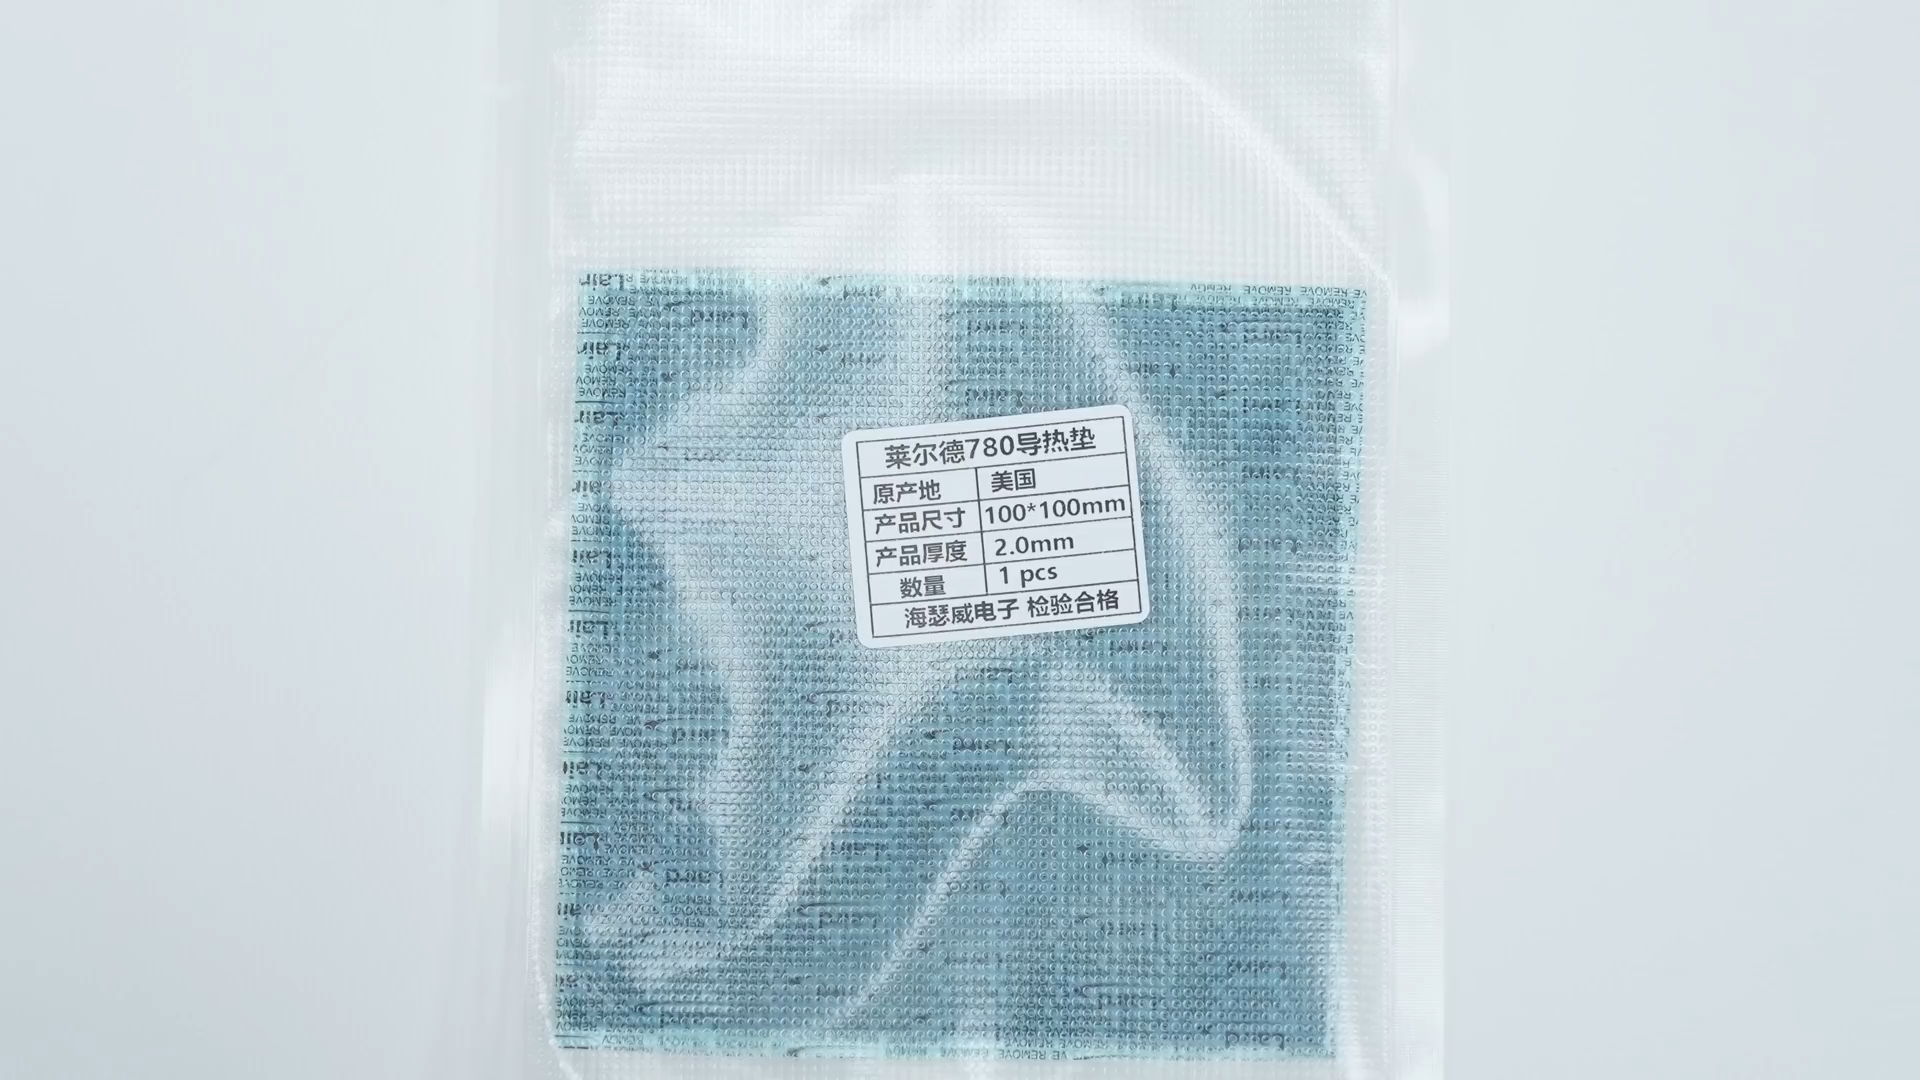 莱尔德780导热垫
原产地 美国
产品尺寸 100*100mm
产品厚度 2.0mm
数量 1 pcs
海瑟威电子 检验合格
Laird
REMOVE